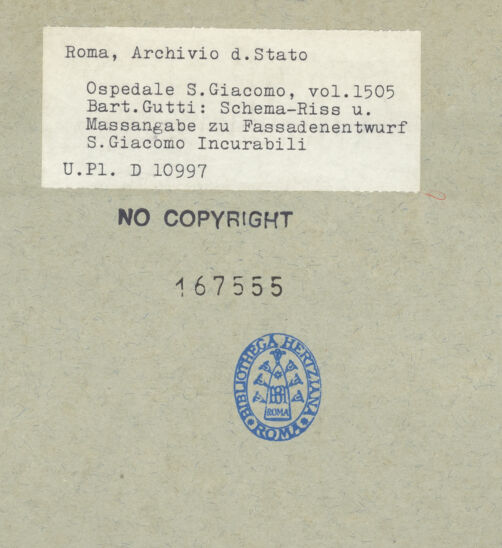 Roma, Archivio d.Stato
Ospedale S.Giacomo, vol.1505
Bart.Gutti: Schema-Riss u.
Massangabe zu Fassadenentwurf
S.Giacomo Incurabili
U.Pl. D 10997
NO COPYRIGHT
167555
BIBLIOTHECA HERTZIANA
BH
ROMA
ROMA